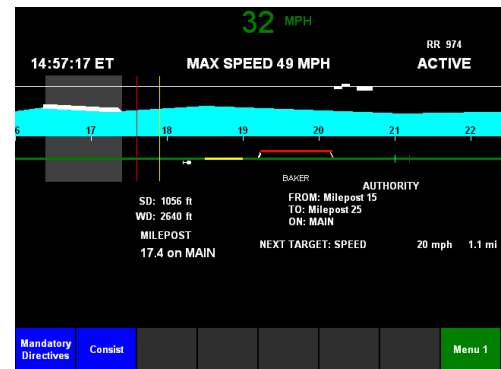 32 MPH
RR 974
14:57:17 ET MAX SPEED 49 MPH ACTIVE
6 17 18 19 20 21 22
BAKER
AUTHORITY
SD: 1056 ft
FROM: Milepost 15
WD: 2640 ft
TO: Milepost 25
ON: MAIN
MILEPOST
17.4 on MAIN
NEXT TARGET: SPEED 20 mph 1.1 mi
Mandatory
Directives
Consist
Menu 1